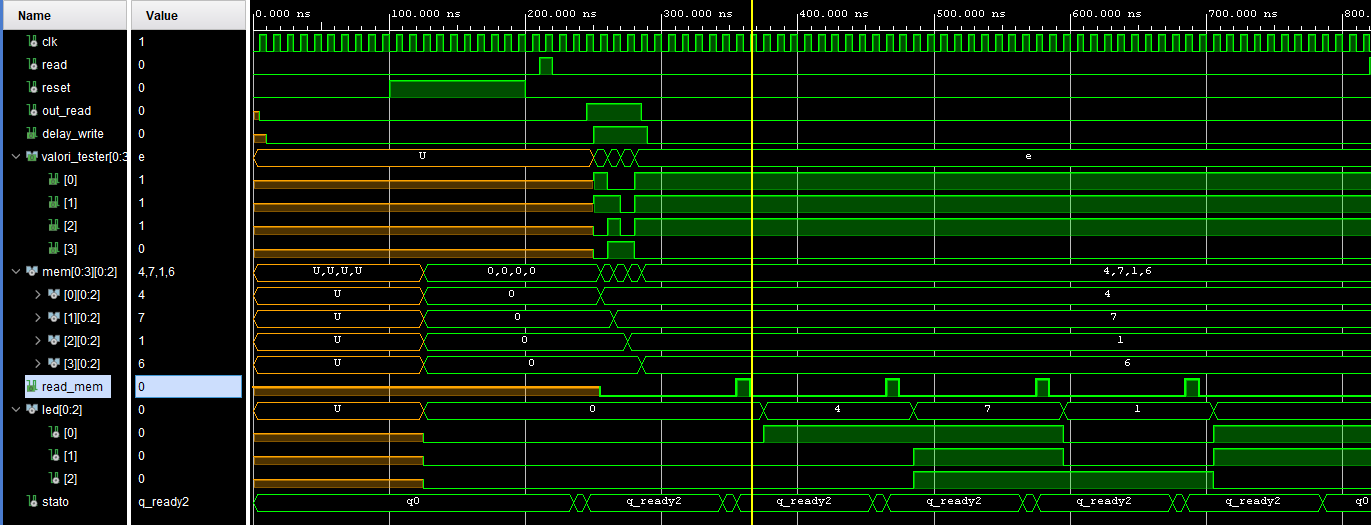 Name Value 0.000 ns 100.000 ns 200.000 ns 300.000 ns 400.000 ns 500.000 ns 600.000 ns 700.000 ns 800.
clk 1
read 0
reset 0
out_read 0
delay_write 0
valori_tester[0:3 e U e
[0] 1
[1] 1
[2] 1
[3] 0
mem[0:3][0:2] 4,7,1,6 U,U,U,U 0,0,0,0 4,7,1,6
[0][0:2] 4 U 0 4
[1][0:2] 7 U 0 7
[2][0:2] 1 U 0 1
[3][0:2] 6 U 0 6
read_mem 0
led[0:2] 0 U 0 4 7 1
[0] 0
[1] 0
[2] 0
stato q_ready2 q0 q_ready2 q_ready2 q_ready2 q_ready2 q_ready2 q0